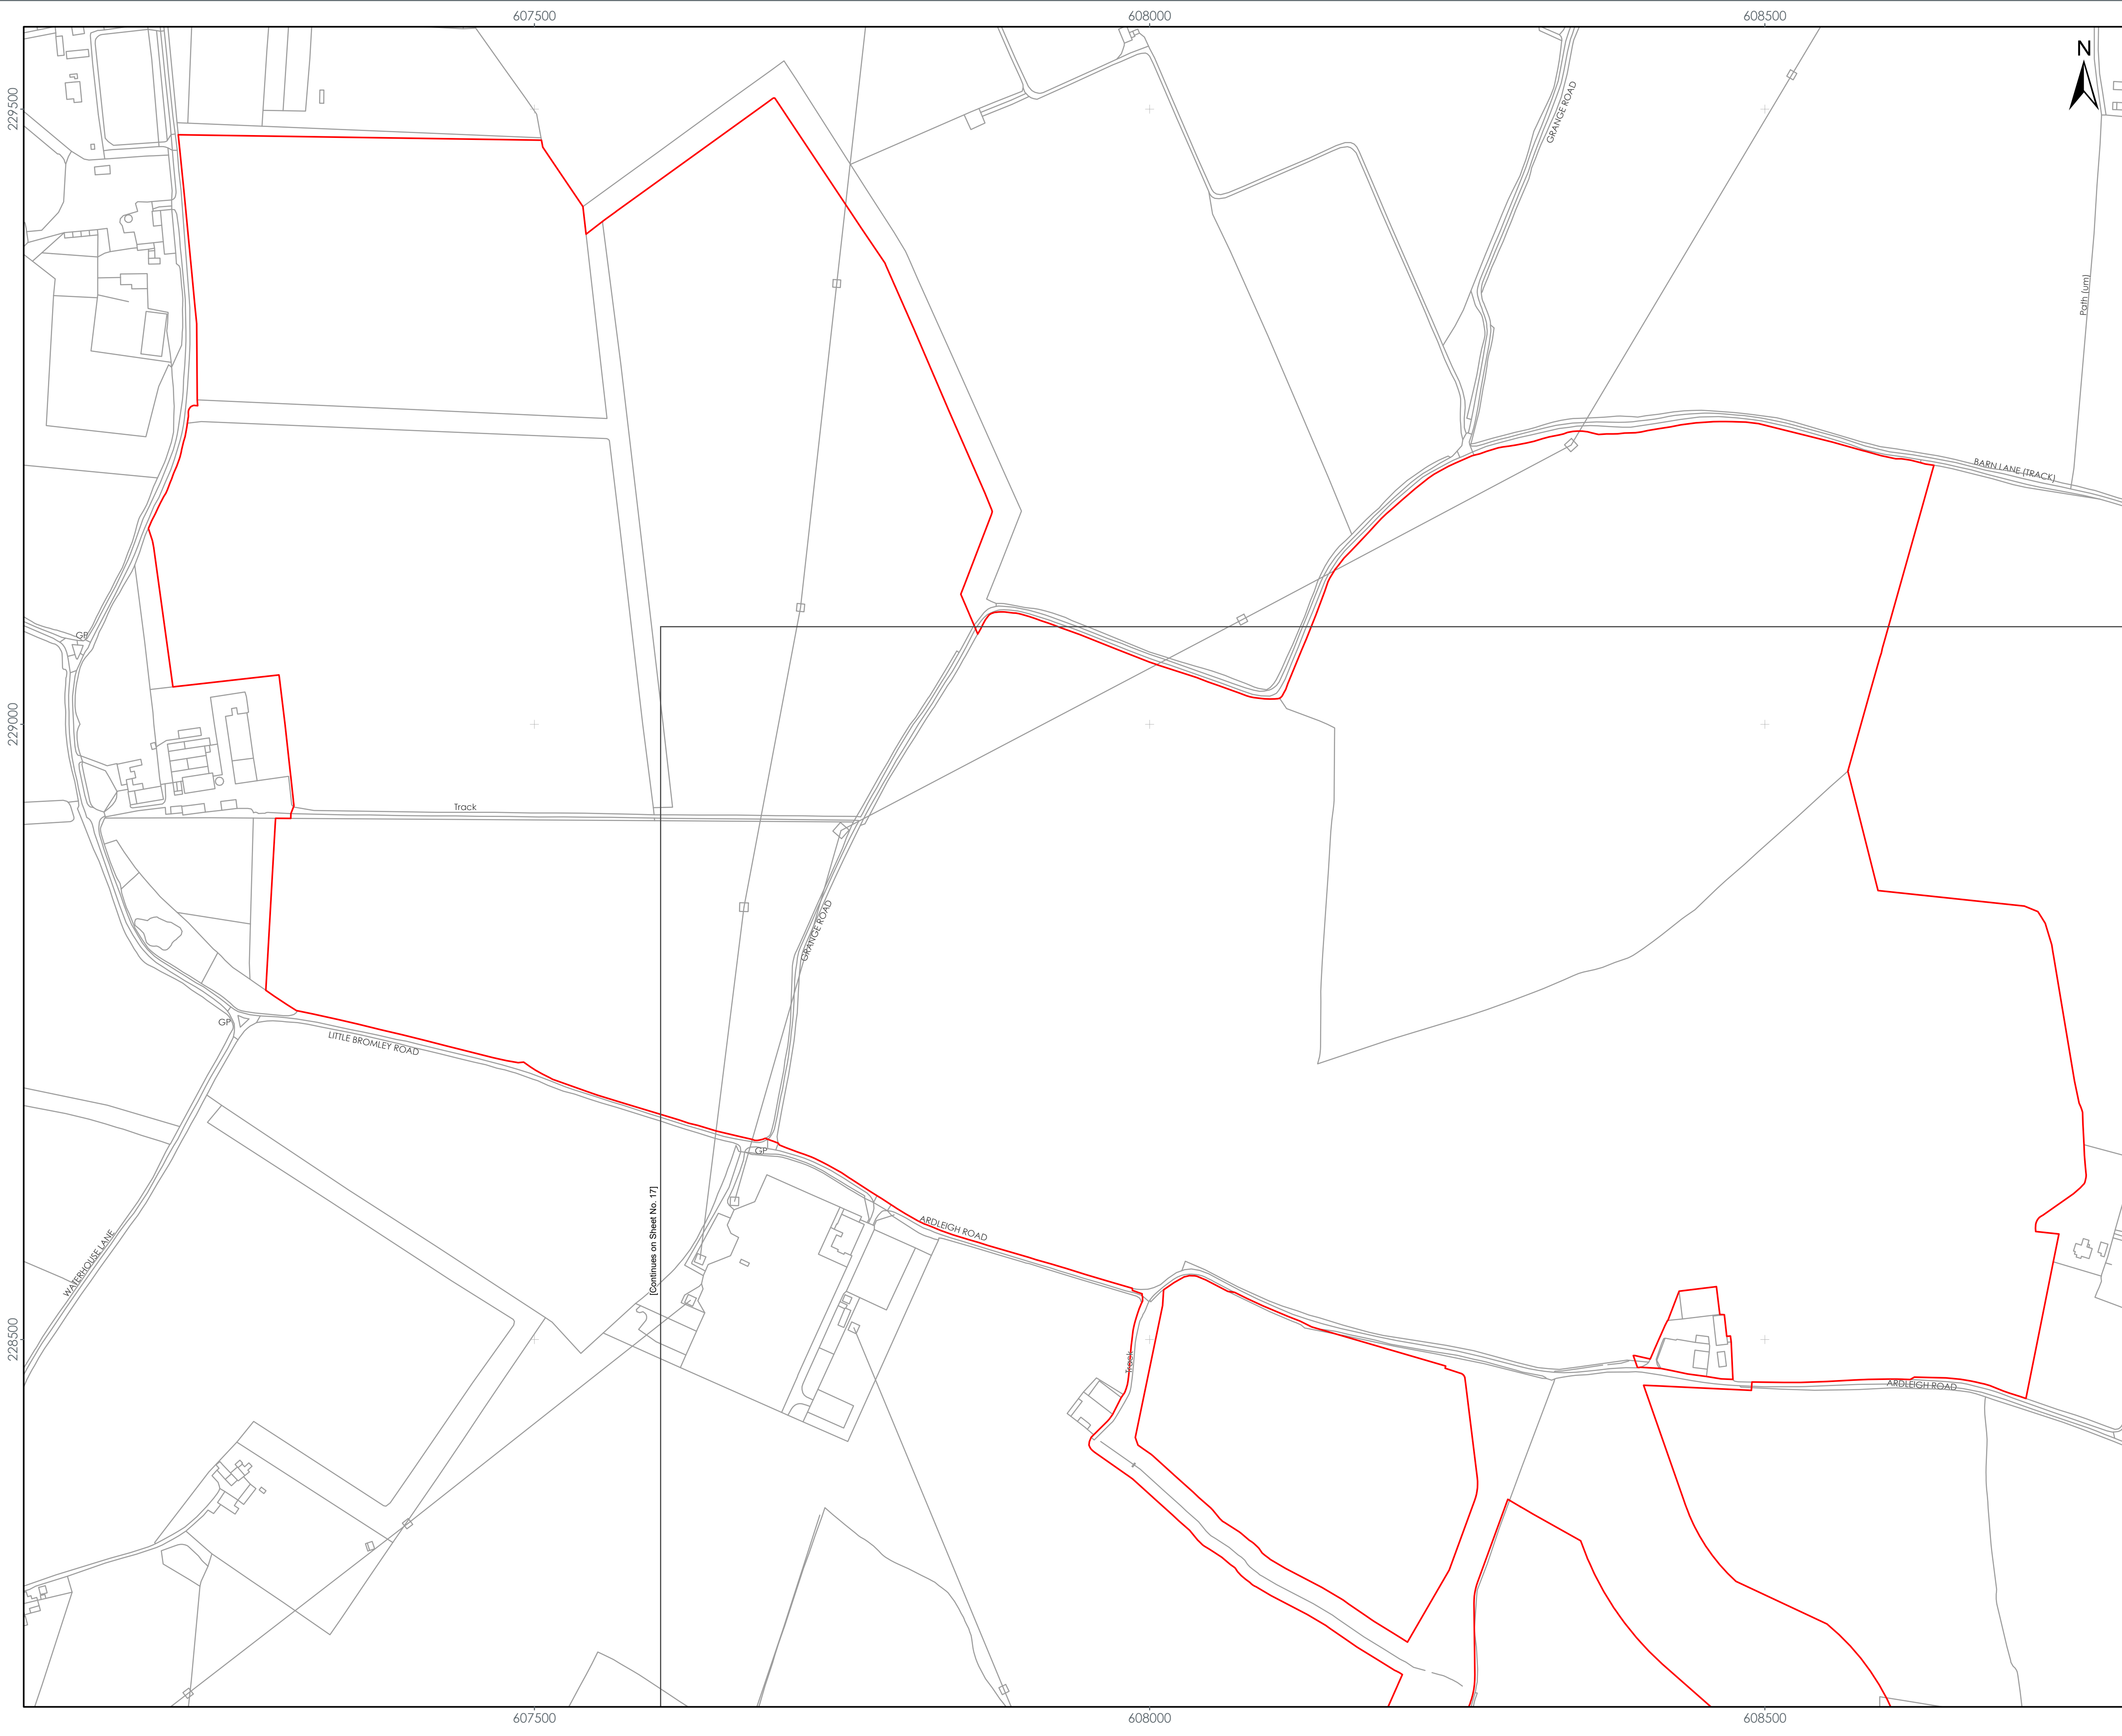 607500
608000
608500
N
229500
GRANGE ROAD
Path (um)
BARN LANE (TRACK)
GP
229000
Track
GRANGE ROAD
GP
LITTLE BROMLEY ROAD
GP
[Continues on Sheet No. 17]
ARDLEIGH ROAD
WATERHOUSE LANE
228500
Track
ARDLEIGH ROAD
607500
608000
608500